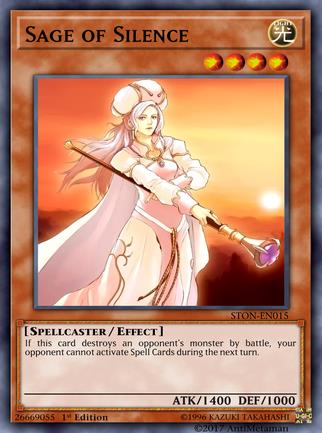 Sage of Silence
LIGHT
光
STON-EN015
[Spellcaster / Effect]
If this card destroys an opponent's monster by battle, your
opponent cannot activate Spell Cards during the next turn.
ATK/1400 DEF/1000
26669055 1st Edition ©1996 KAZUKI TAKAHASHI
©2017 AntiMetaman